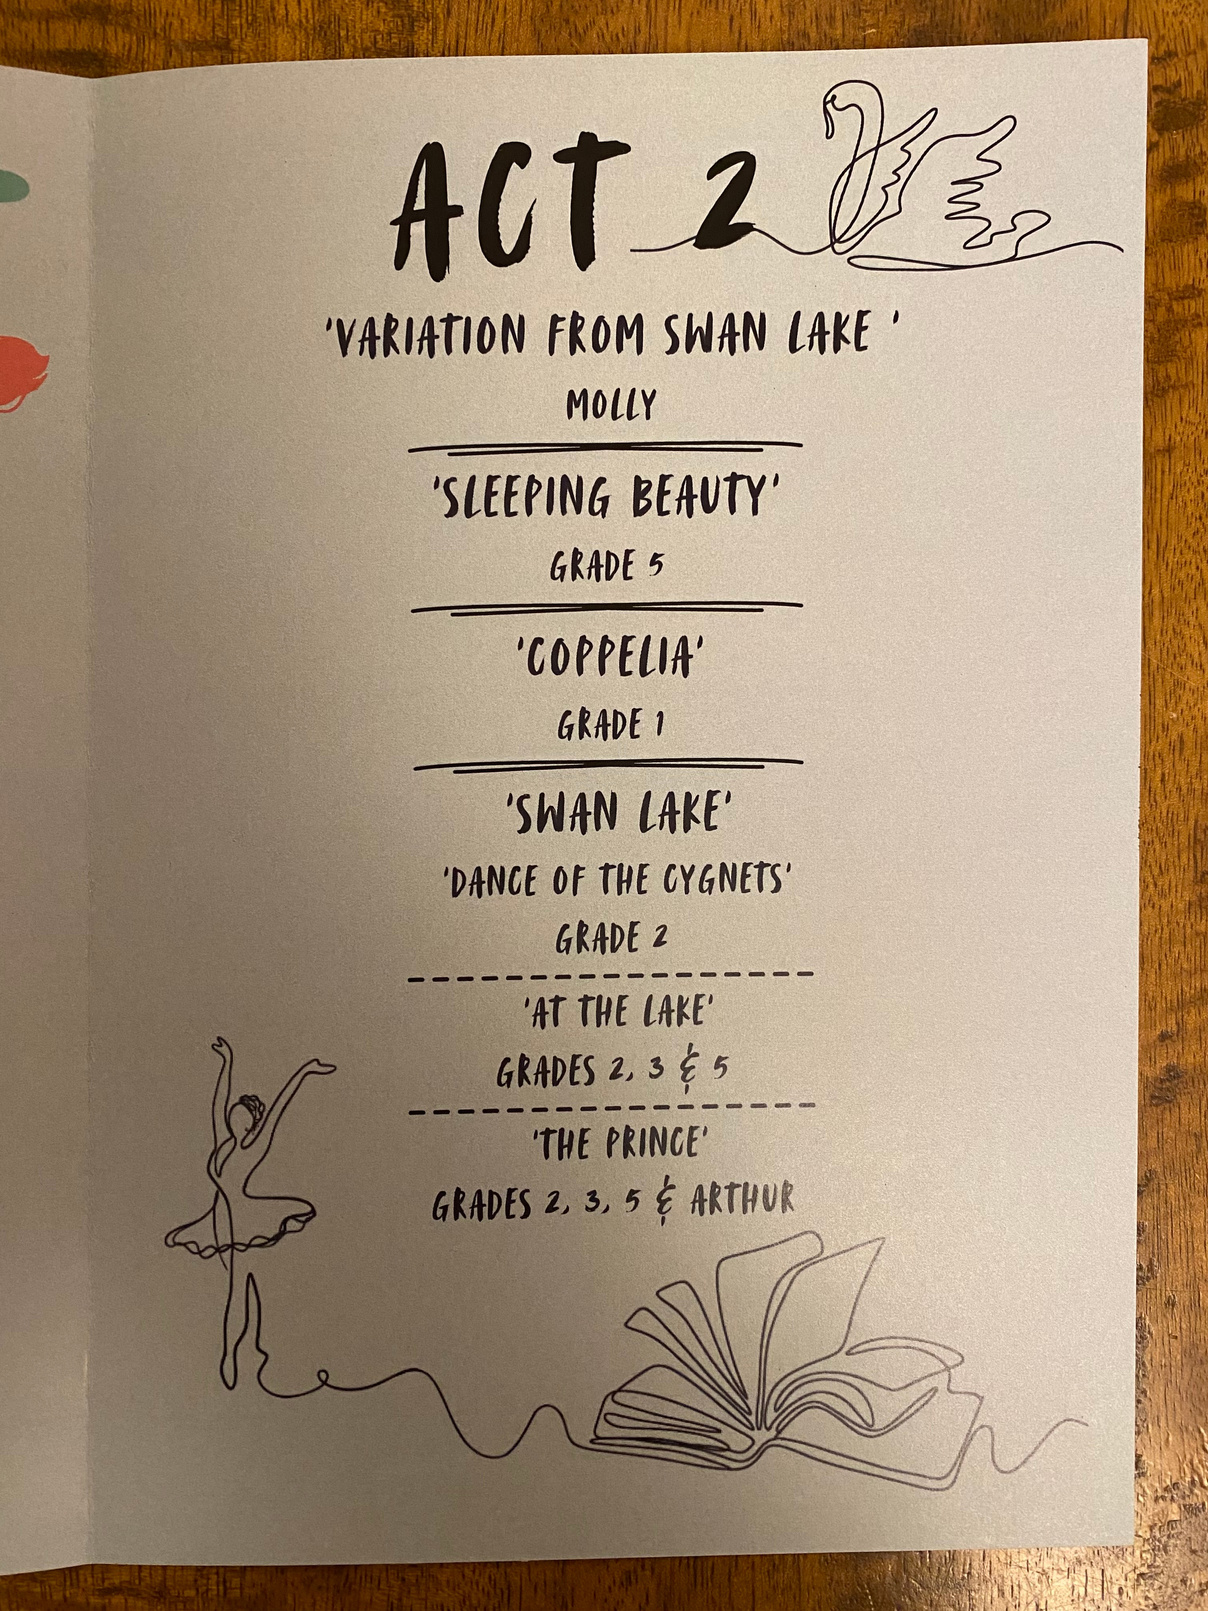 ACT 2
'VARIATION FROM SWAN LAKE '
MOLLY
'SLEEPING BEAUTY'
GRADE 5
'COPPELIA'
GRADE 1
'SWAN LAKE'
'DANCE OF THE CYGNETS'
GRADE 2
'AT THE LAKE'
GRADES 2, 3 & 5
'THE PRINCE'
GRADES 2, 3, 5 & ARTHUR